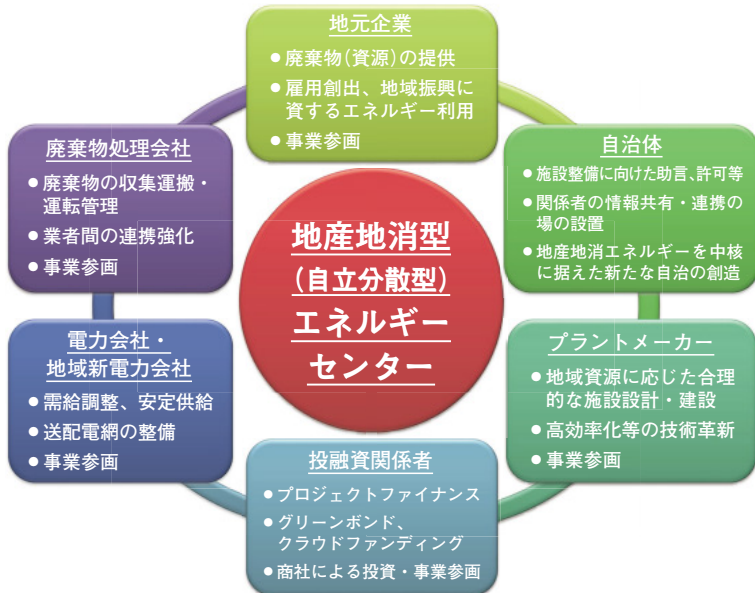 地元企業
● 廃棄物(資源)の提供
● 雇用創出、地域振興に
資するエネルギー利用
● 事業参画
自治体
● 施設整備に向けた助言、許可等
● 関係者の情報共有・連携の
場の設置
● 地産地消エネルギーを中核
に据えた新たな自治の創造
プラントメーカー
● 地域資源に応じた合理
的な施設設計・建設
● 高効率化等の技術革新
● 事業参画
投融資関係者
● プロジェクトファイナンス
● グリーンボンド、
クラウドファンディング
● 商社による投資・事業参画
電力会社・
地域新電力会社
● 需給調整、安定供給
● 送配電網の整備
● 事業参画
廃棄物処理会社
● 廃棄物の収集運搬・
運転管理
● 業者間の連携強化
● 事業参画
地産地消型
(自立分散型)
エネルギー
センター